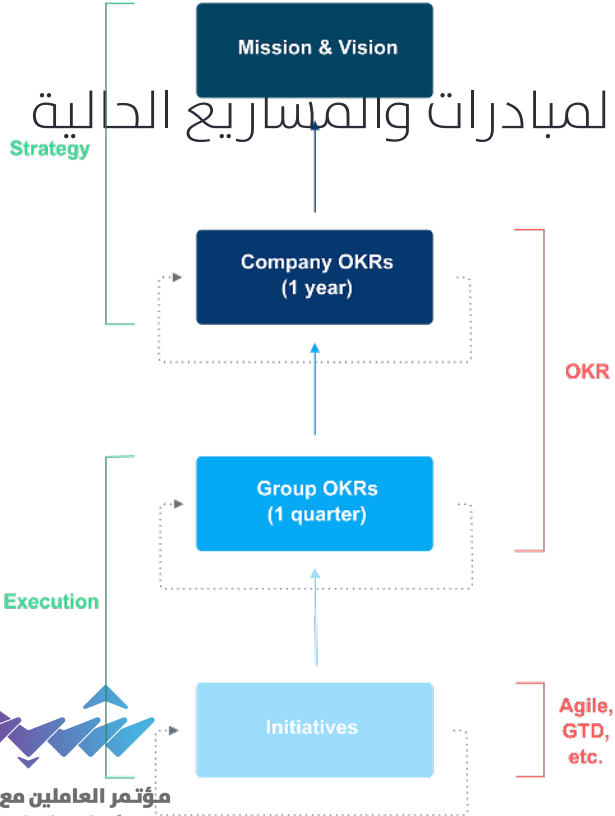 Mission & Vision
لمبادرات والمشاريع الحالية
Strategy
Company OKRs
(1 year)
OKR
Group OKRs
(1 quarter)
Execution
Initiatives
Agile,
GTD,
etc.
مؤتمر العاملين مع